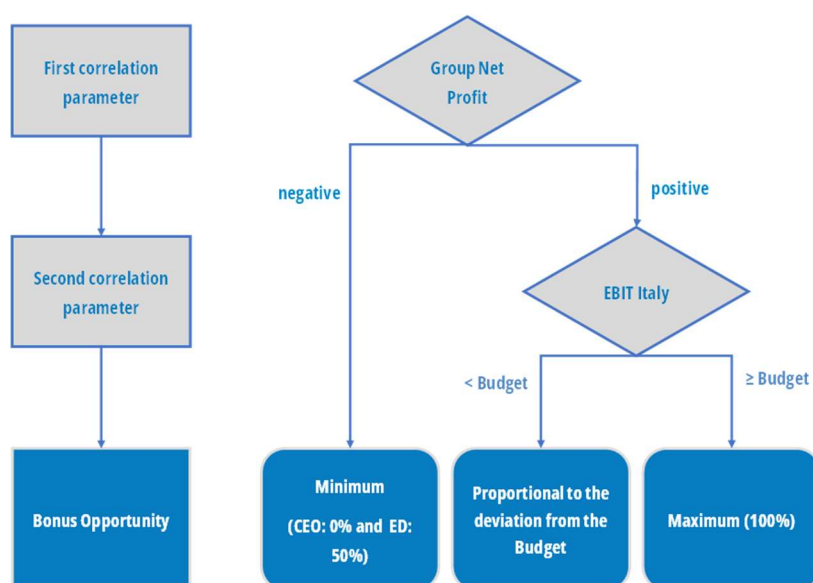 First correlation
parameter
Group Net
Profit
negative
positive
Second correlation
parameter
EBIT Italy
< Budget
≥ Budget
Bonus Opportunity
Minimum
(CEO: 0% and ED:
50%)
Proportional to the
deviation from the
Budget
Maximum (100%)